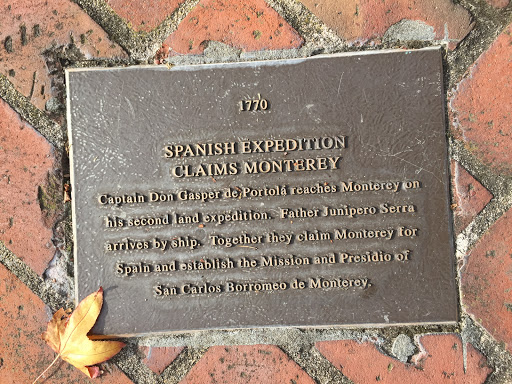 1770
SPANISH EXPEDITION
CLAIMS MONTEREY
Captain Don Gasper de Portolá reaches Monterey on
his second land expedition. Father Junipero Serra
arrives by ship. Together they claim Monterey for
Spain and establish the Mission and Presidio of
San Carlos Borromeo de Monterey.